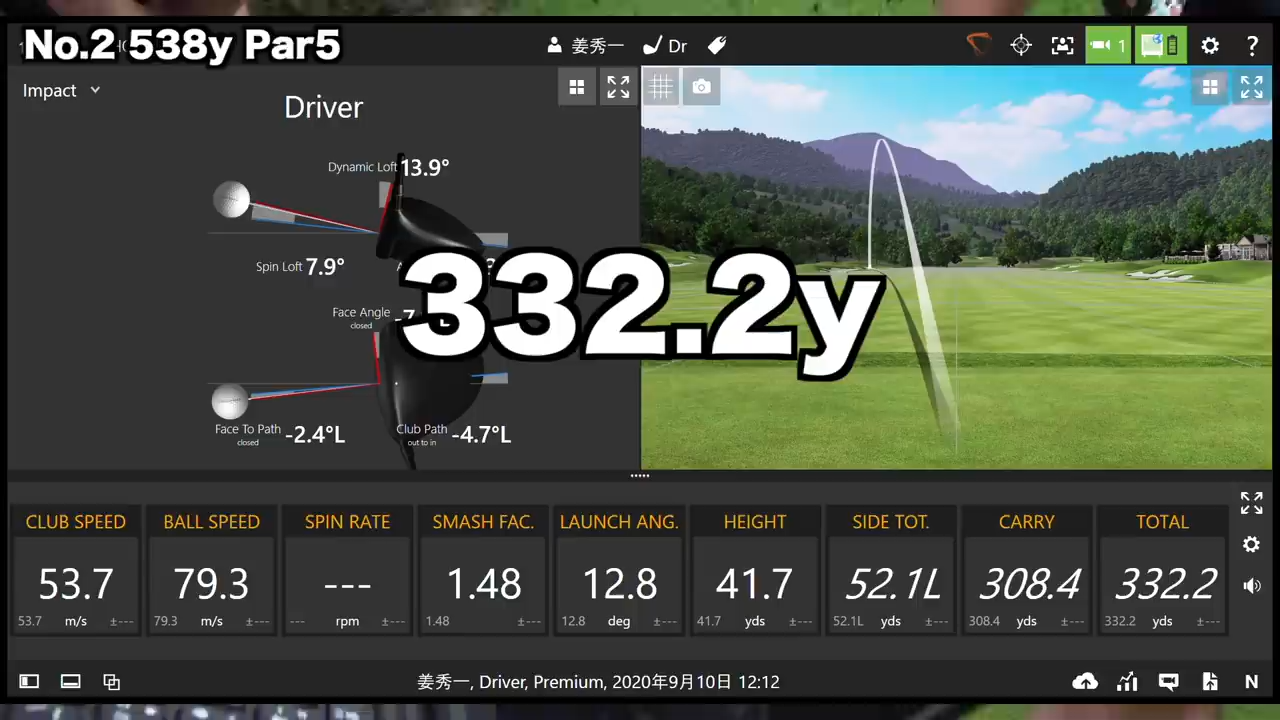 No.2 538y Par5
姜秀一
Dr
1
?
Impact
Driver
Dynamic Loft 13.9°
Spin Loft 7.9°
Face Angle
closed
332.2y
Face To Path
closed
-2.4°L
Club Path
out to in
-4.7°L
CLUB SPEED BALL SPEED SPIN RATE SMASH FAC. LAUNCH ANG. HEIGHT SIDE TOT. CARRY TOTAL
53.7 79.3 --- 1.48 12.8 41.7 52.1L 308.4 332.2
53.7 m/s ±--- 79.3 m/s ±--- --- rpm ±--- 1.48 ±--- 12.8 deg ±--- 41.7 yds ±--- 52.1L yds ±--- 308.4 yds ±--- 332.2 yds ±---
姜秀一, Driver, Premium, 2020年9月10日 12:12
N